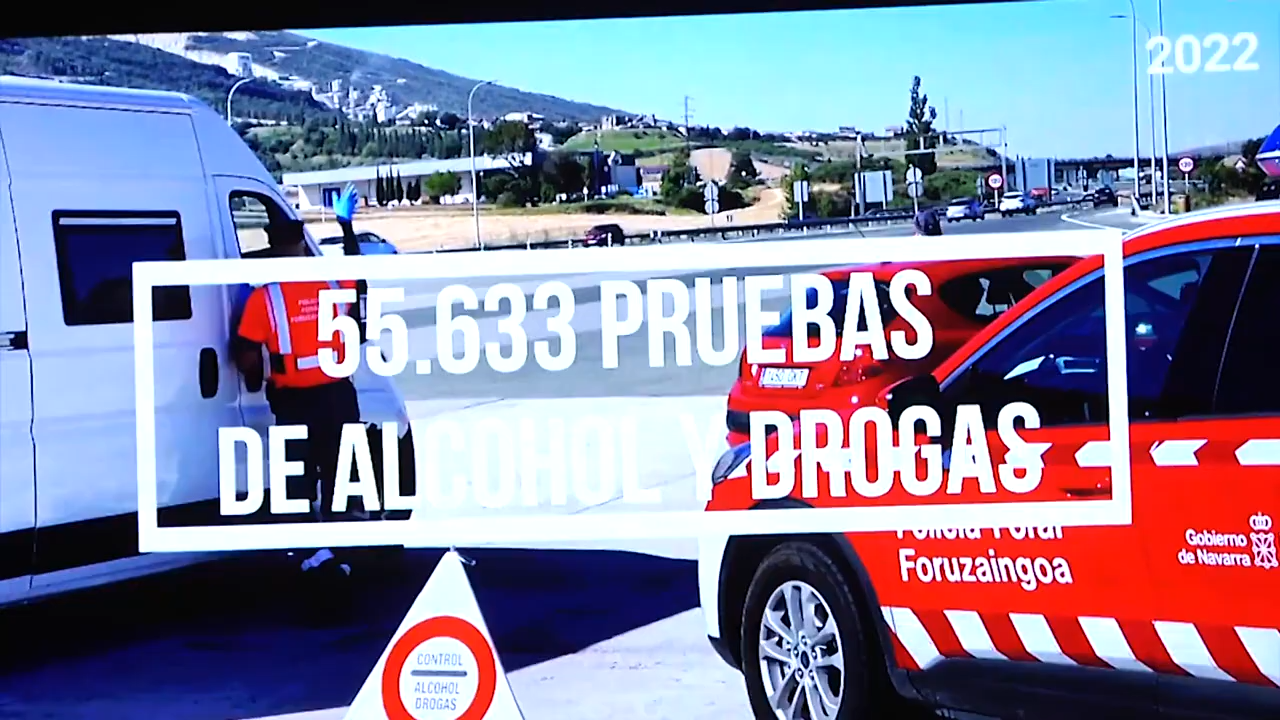 2022
55.633 PRUEBAS
DE ALCOHOL Y DROGAS
Policía Foral
Foruzaingoa
Gobierno
de Navarra
CONTROL
ALCOHOL
DROGAS